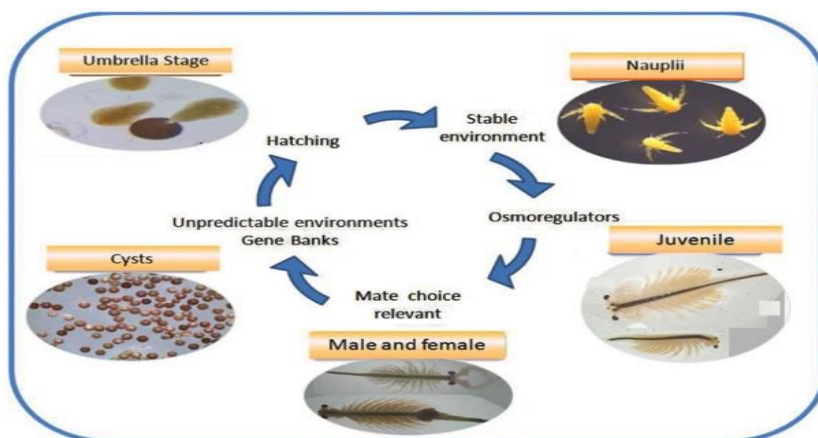 Umbrella Stage
Nauplii
Hatching
Stable
environment
Unpredictable environments
Gene Banks
Osmoregulators
Juvenile
Cysts
Mate choice
relevant
Male and female